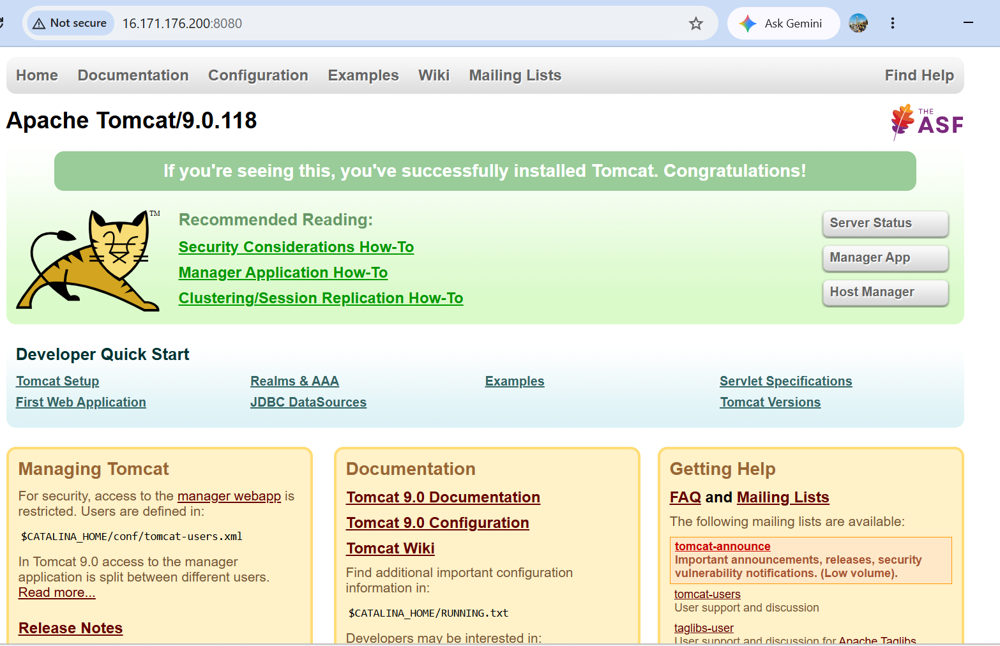 Not secure 16.171.176.200:8080 Ask Gemini
Home Documentation Configuration Examples Wiki Mailing Lists Find Help
Apache Tomcat/9.0.118
THE
ASF
If you're seeing this, you've successfully installed Tomcat. Congratulations!
TM
Recommended Reading:
Security Considerations How-To
Manager Application How-To
Clustering/Session Replication How-To
Server Status
Manager App
Host Manager
Developer Quick Start
Tomcat Setup
First Web Application
Realms & AAA
JDBC DataSources
Examples
Servlet Specifications
Tomcat Versions
Managing Tomcat
For security, access to the manager webapp is
restricted. Users are defined in:
$CATALINA_HOME/conf/tomcat-users.xml
In Tomcat 9.0 access to the manager
application is split between different users.
Read more...
Release Notes
Documentation
Tomcat 9.0 Documentation
Tomcat 9.0 Configuration
Tomcat Wiki
Find additional important configuration
information in:
$CATALINA_HOME/RUNNING.txt
Developers may be interested in:
Getting Help
FAQ and Mailing Lists
The following mailing lists are available:
tomcat-announce
Important announcements, releases, security
vulnerability notifications. (Low volume).
tomcat-users
User support and discussion
taglibs-user
User support and discussion for Apache Taglibs